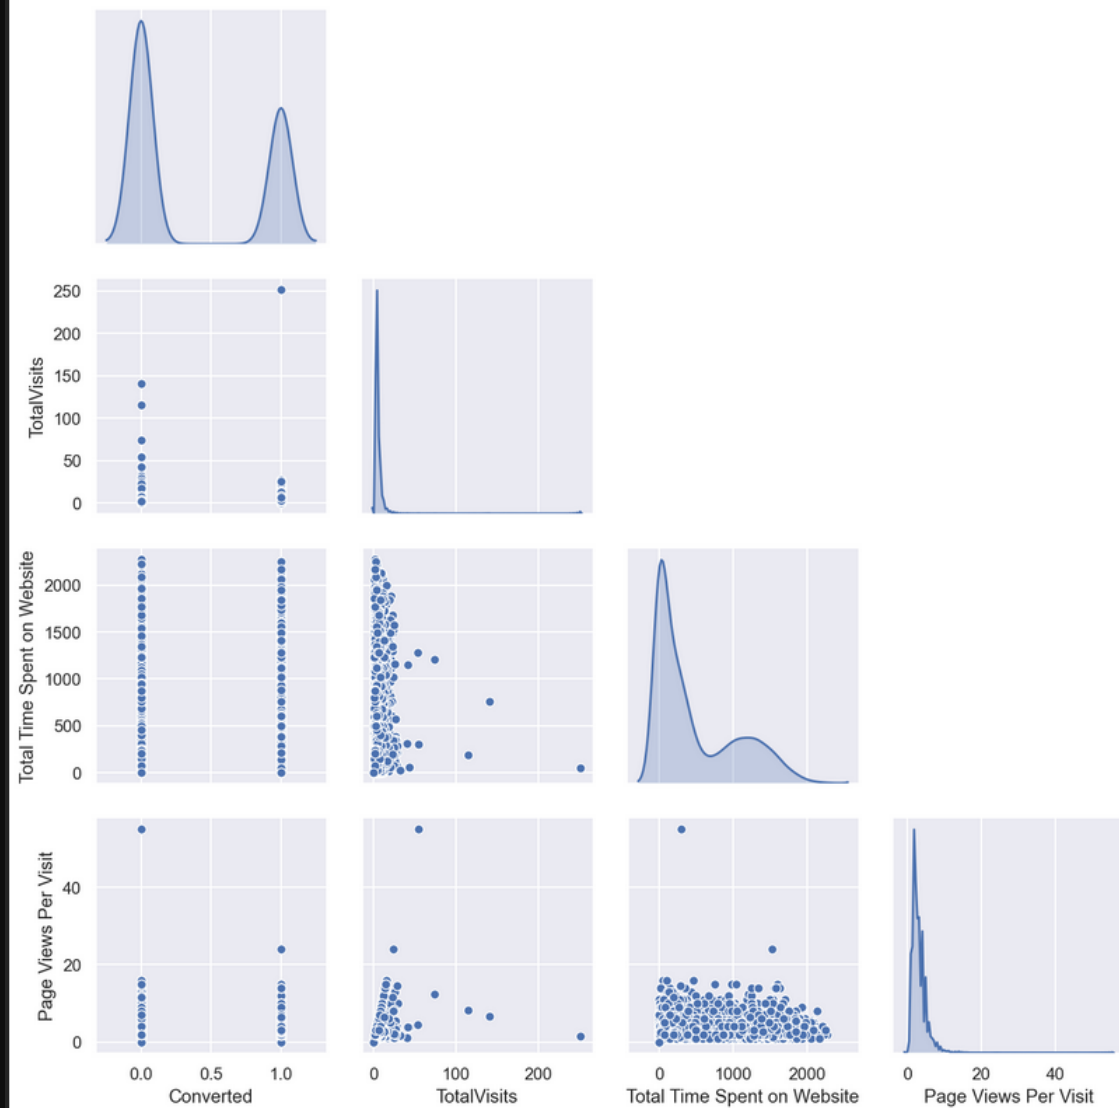 250
200
150
100
50
0
TotalVisits
2000
1500
1000
500
0
Total Time Spent on Website
40
20
0
Page Views Per Visit
0.0 0.5 1.0
0 100 200
0 1000 2000
0 20 40
Converted
TotalVisits
Total Time Spent on Website
Page Views Per Visit